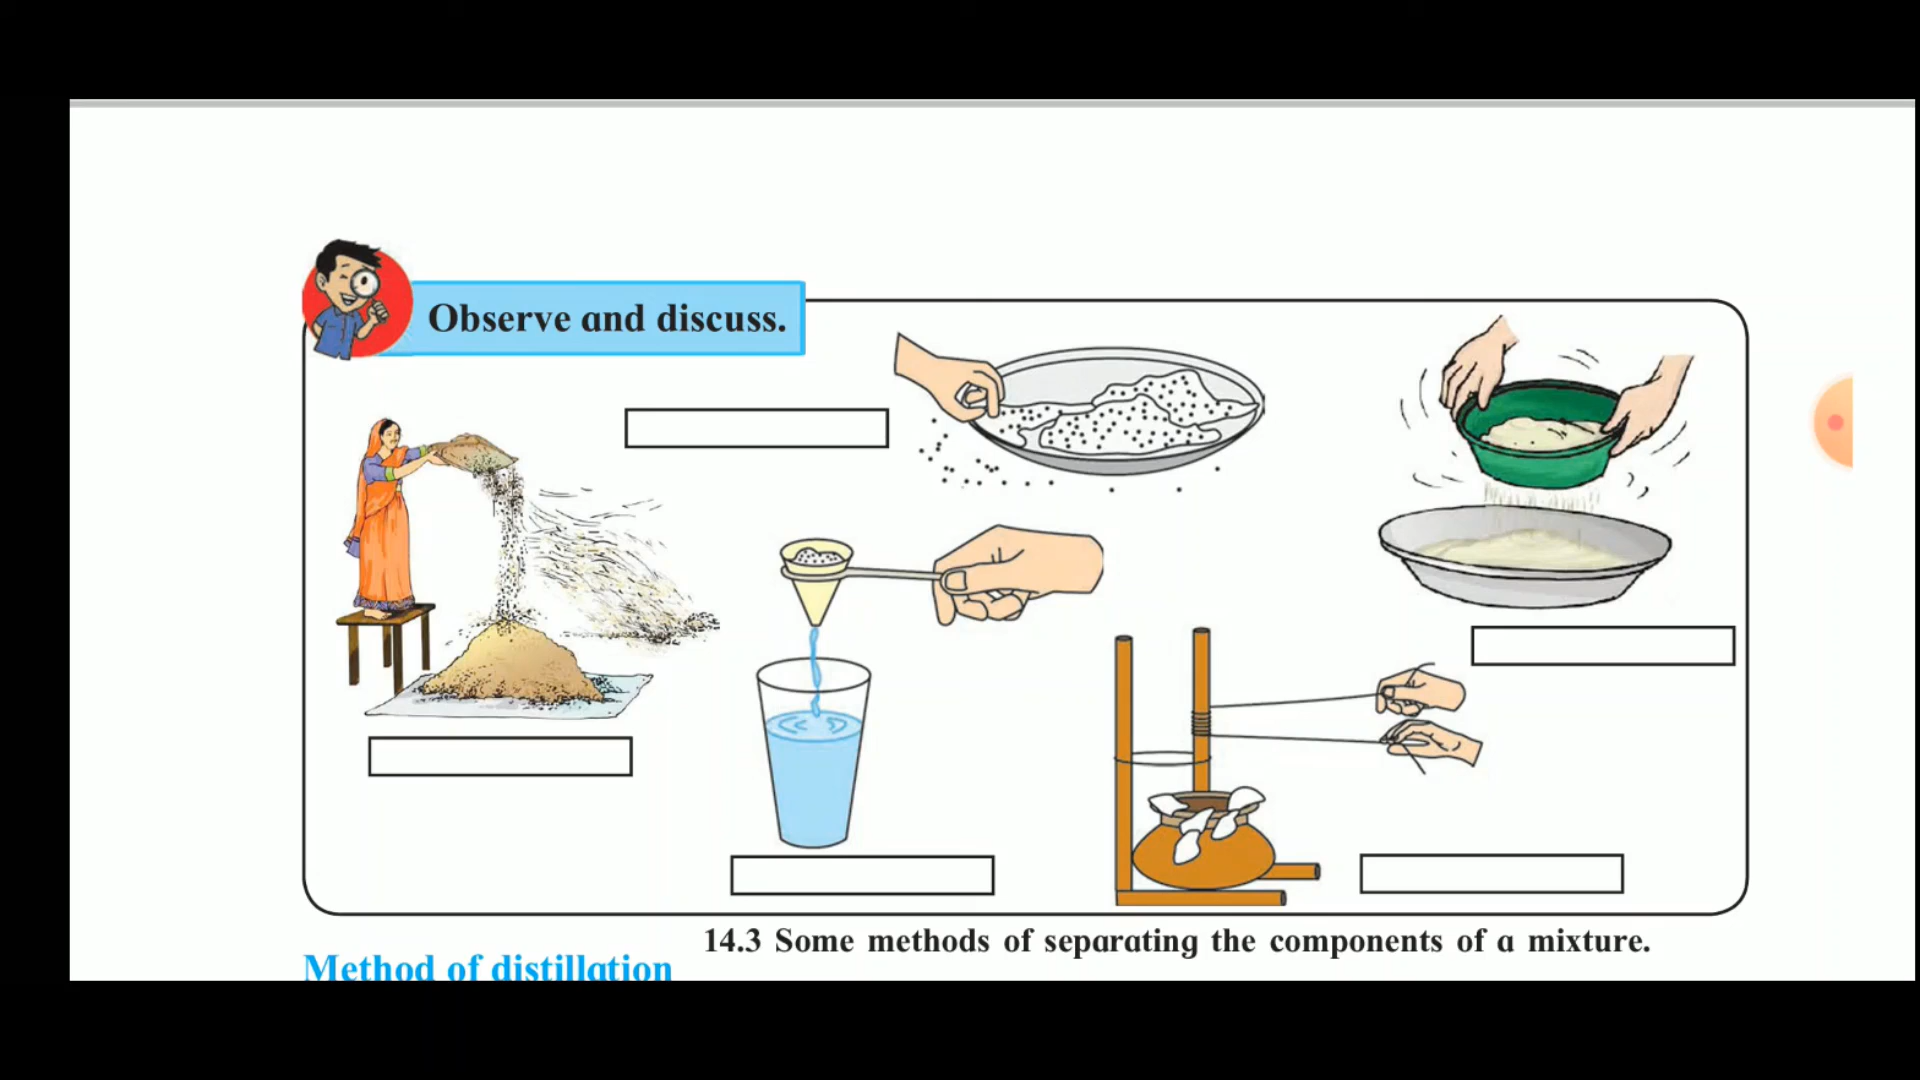 Observe and discuss.
14.3 Some methods of separating the components of a mixture.
Method of distillation